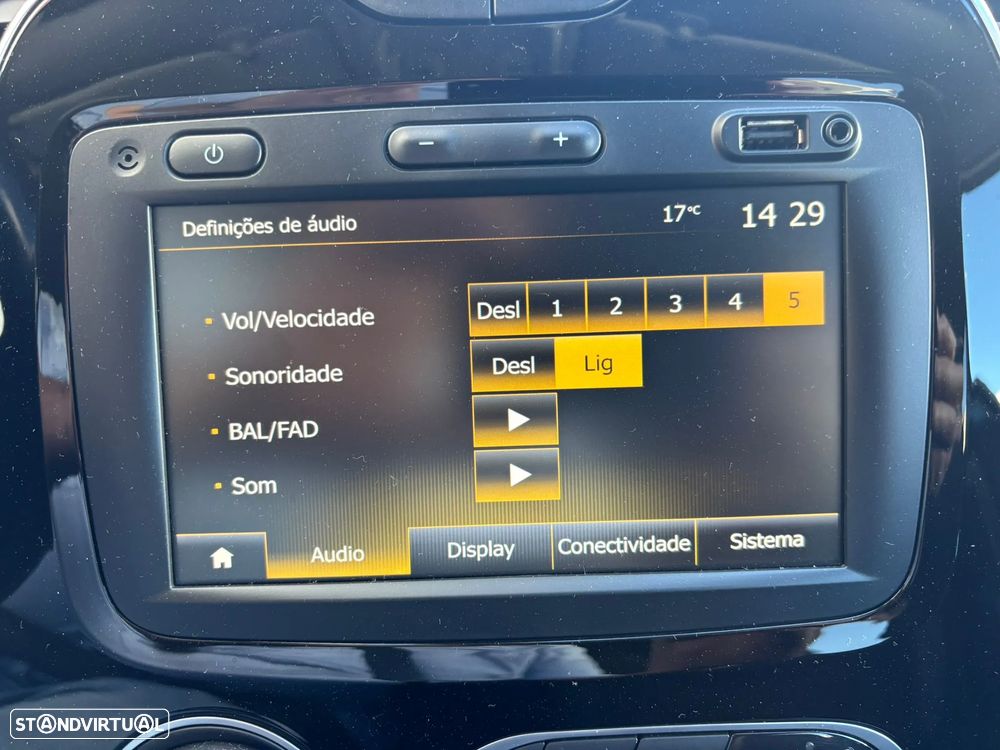 − +
Definições de áudio 17°C 14 29
Vol/Velocidade Desl 1 2 3 4 5
Sonoridade Desl Lig
BAL/FAD
Som
Audio Display Conectividade Sistema
STANDVIRTUAL